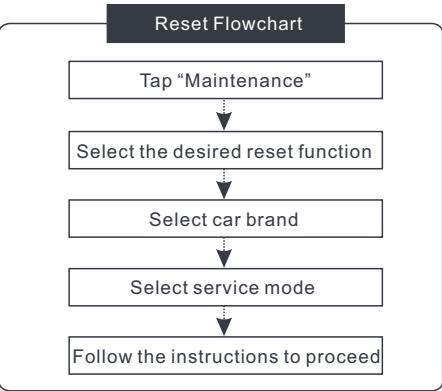 Reset Flowchart
Tap “Maintenance”
Select the desired reset function
Select car brand
Select service mode
Follow the instructions to proceed